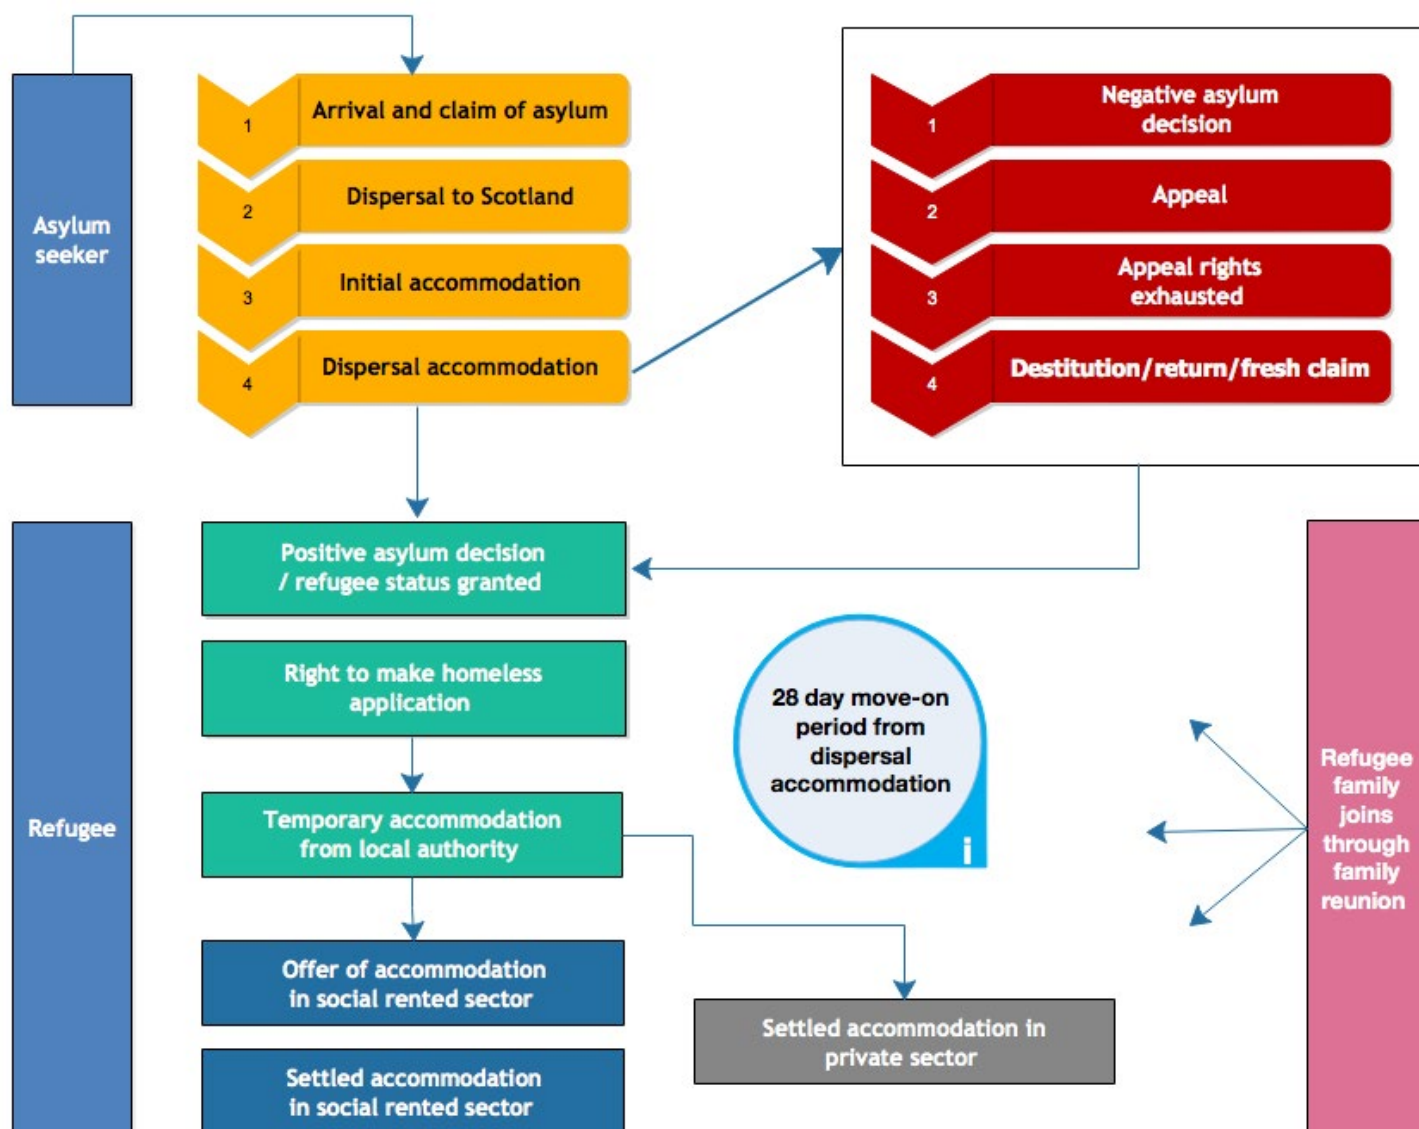 Asylum
seeker
1
Arrival and claim of asylum
2
Dispersal to Scotland
3
Initial accommodation
4
Dispersal accommodation
1
Negative asylum
decision
2
Appeal
3
Appeal rights
exhausted
4
Destitution/return/fresh claim
Refugee
Positive asylum decision
/ refugee status granted
Right to make homeless
application
Temporary accommodation
from local authority
Offer of accommodation
in social rented sector
Settled accommodation
in social rented sector
28 day move-on
period from
dispersal
accommodation
i
Settled accommodation in
private sector
Refugee
family
joins
through
family
reunion